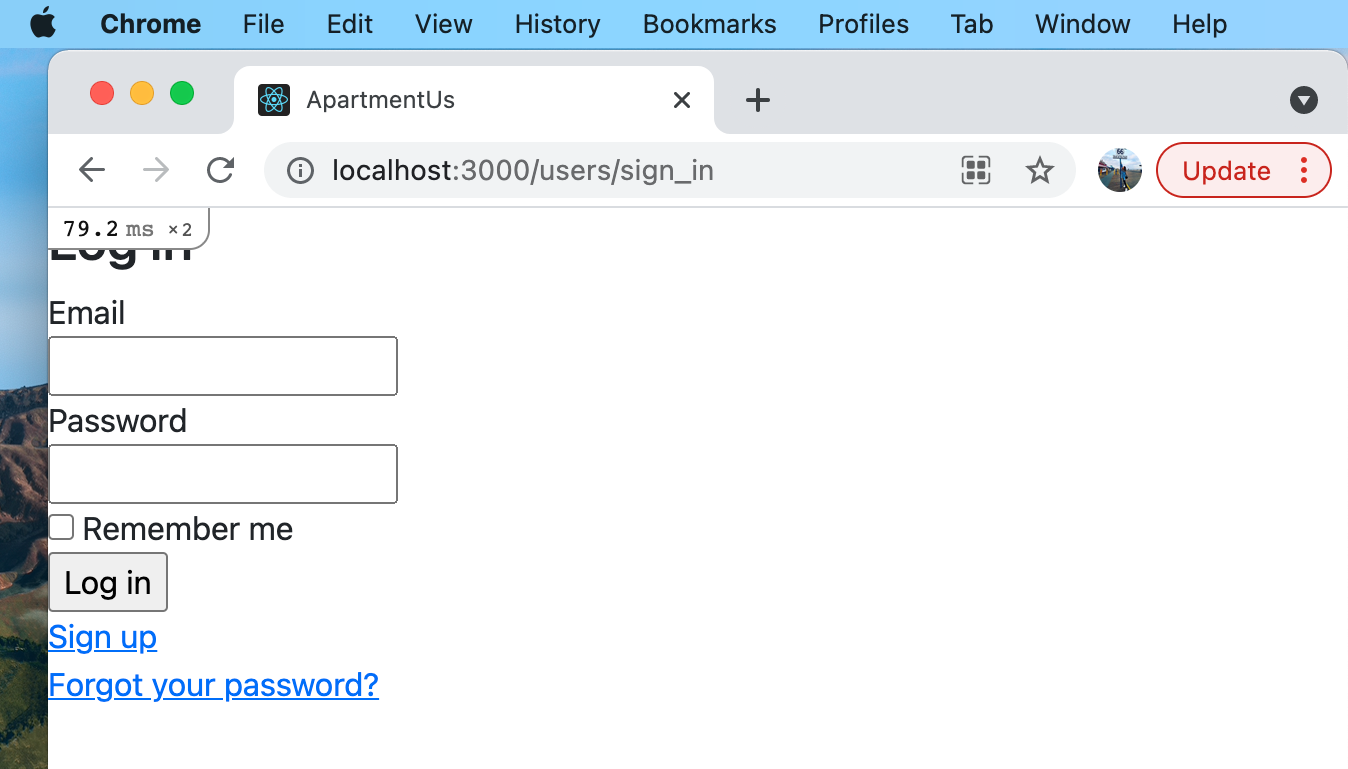 Chrome File Edit View History Bookmarks Profiles Tab Window Help
ApartmentUs
localhost:3000/users/sign_in
Update
79.2 ms ×2
Log in
Email
Password
Remember me
Log in
Sign up
Forgot your password?